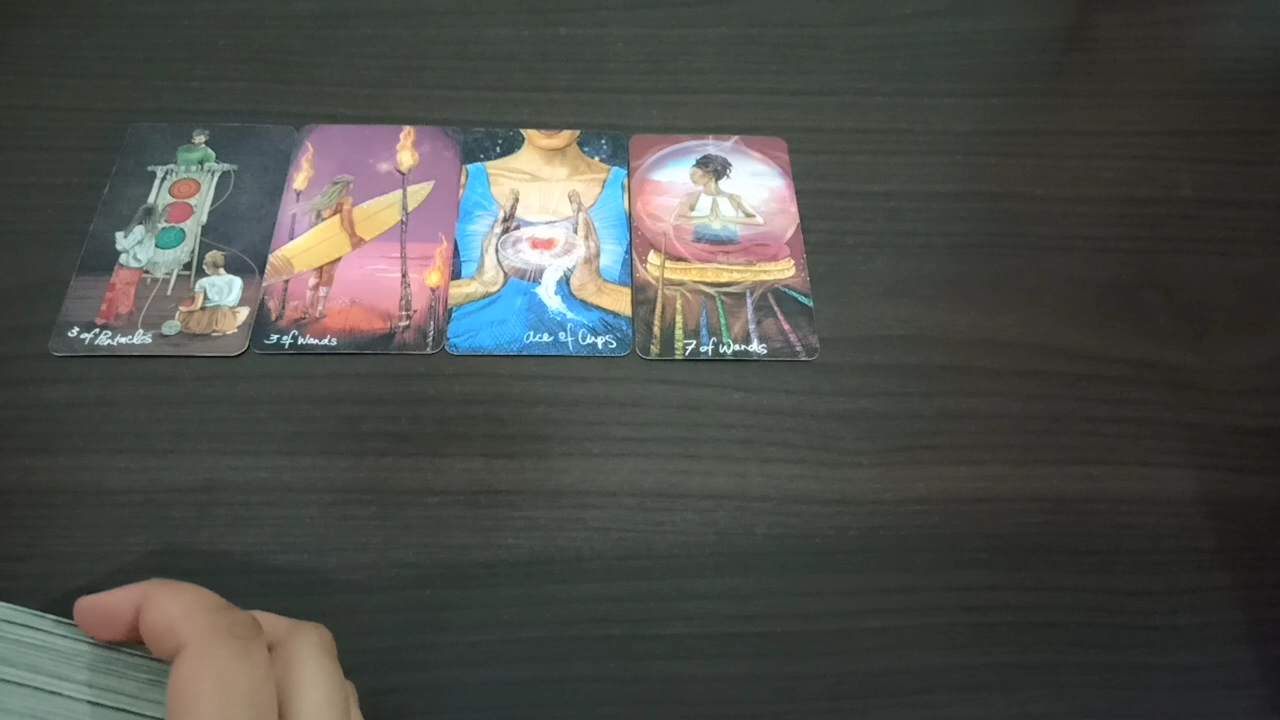 3 of Pentacles
3 of Wands
ace of Cups
7 of Wands